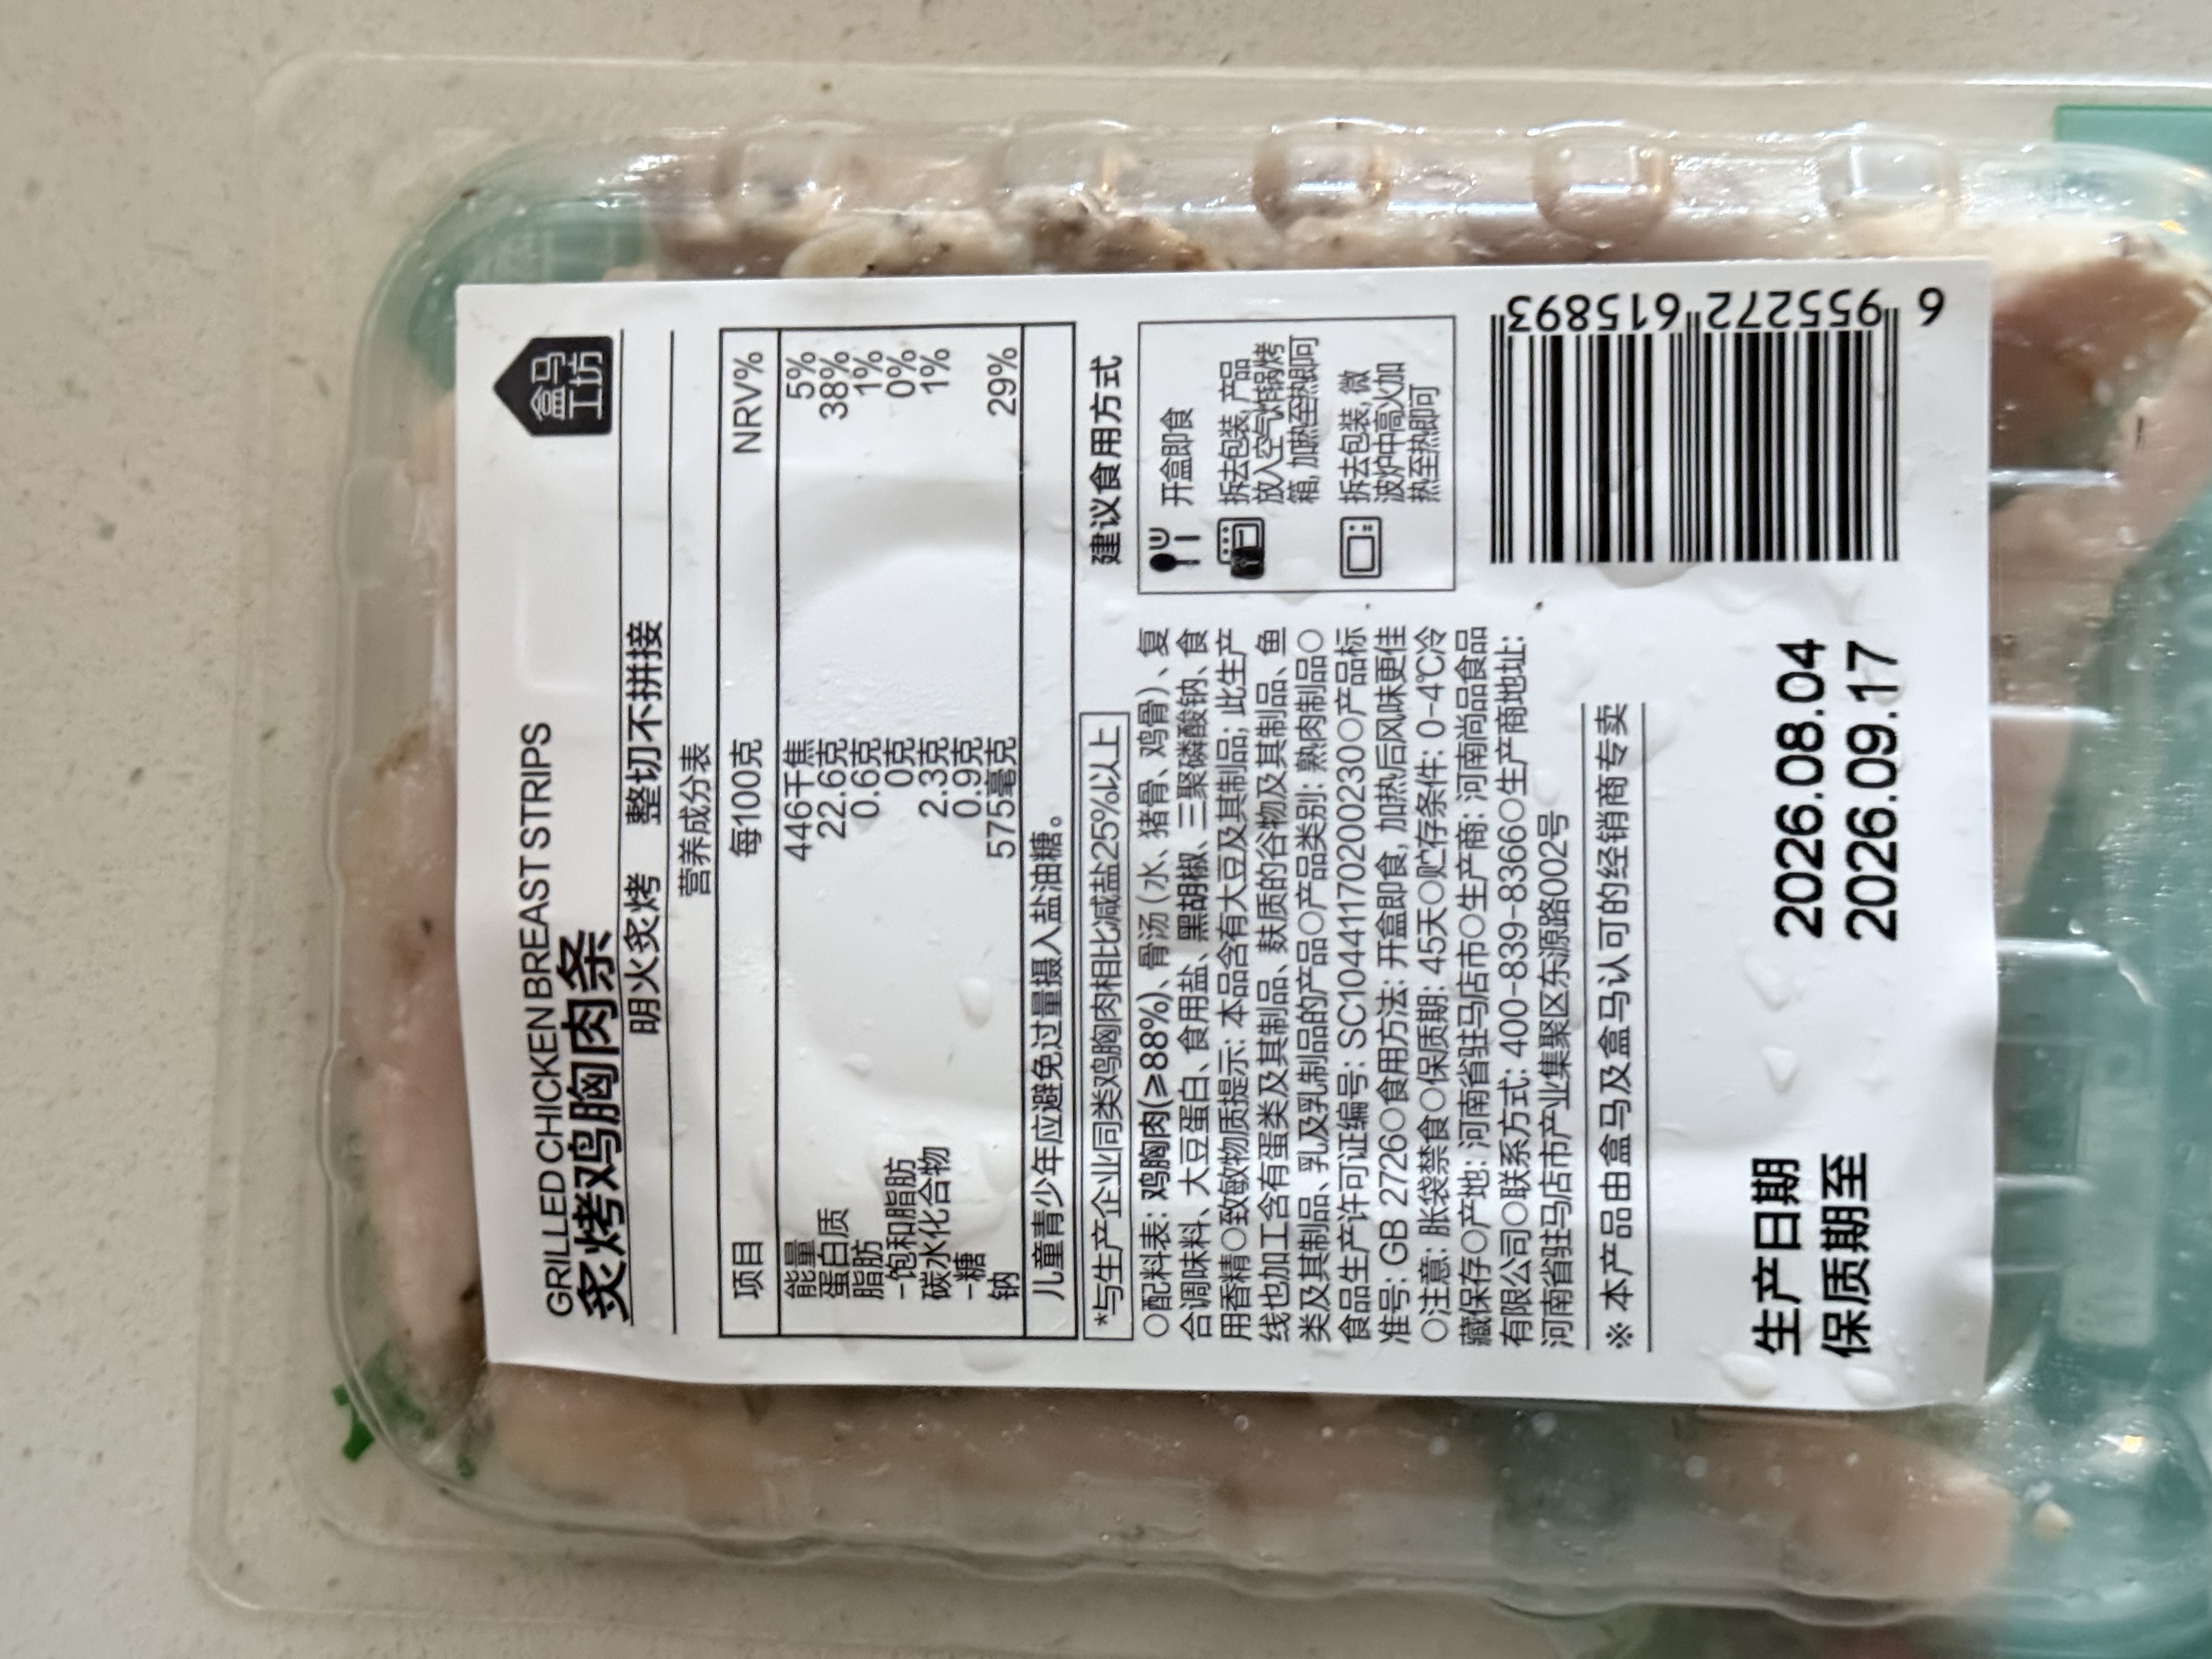 GRILLED CHICKEN BREAST STRIPS
炙烤鸡胸肉条
盒马
工坊
明火炙烤 整切不拼接
营养成分表
项目 每100克 NRV%
能量 446千焦 5%
蛋白质 22.6克 38%
脂肪 0.6克 1%
-饱和脂肪 0克 0%
碳水化合物 2.3克 1%
-糖 0.9克
钠 575毫克 29%
儿童青少年应避免过量摄入盐油糖。
*与生产企业同类鸡胸肉相比减盐25%以上
○配料表: 鸡胸肉(≥88%)、骨汤(水、猪骨、鸡骨)、复
合调味料、大豆蛋白、食用盐、黑胡椒、三聚磷酸钠、食
用香精○致敏物质提示: 本品含有大豆及其制品; 此生产
线也加工含有蛋类及其制品、麸质的谷物及其制品、鱼
类及其制品、乳及乳制品的产品○产品类别: 熟肉制品○
食品生产许可证编号: SC10441170200230○产品标
准号: GB 2726○食用方法: 开盒即食, 加热后风味更佳
○注意: 胀袋禁食○保质期: 45天○贮存条件: 0-4℃冷
藏保存○产地: 河南省驻马店市○生产商: 河南尚品食品
有限公司○联系方式: 400-839-8366○生产商地址:
河南省驻马店市产业集聚区东源路002号
※ 本产品由盒马及盒马认可的经销商专卖
建议食用方式
开盒即食
拆去包装, 产品
放入空气炸锅/烤
箱, 加热至热即可
拆去包装, 微
波炉中高火加
热至热即可
生产日期 2026.08.04
保质期至 2026.09.17
6 955272 615893